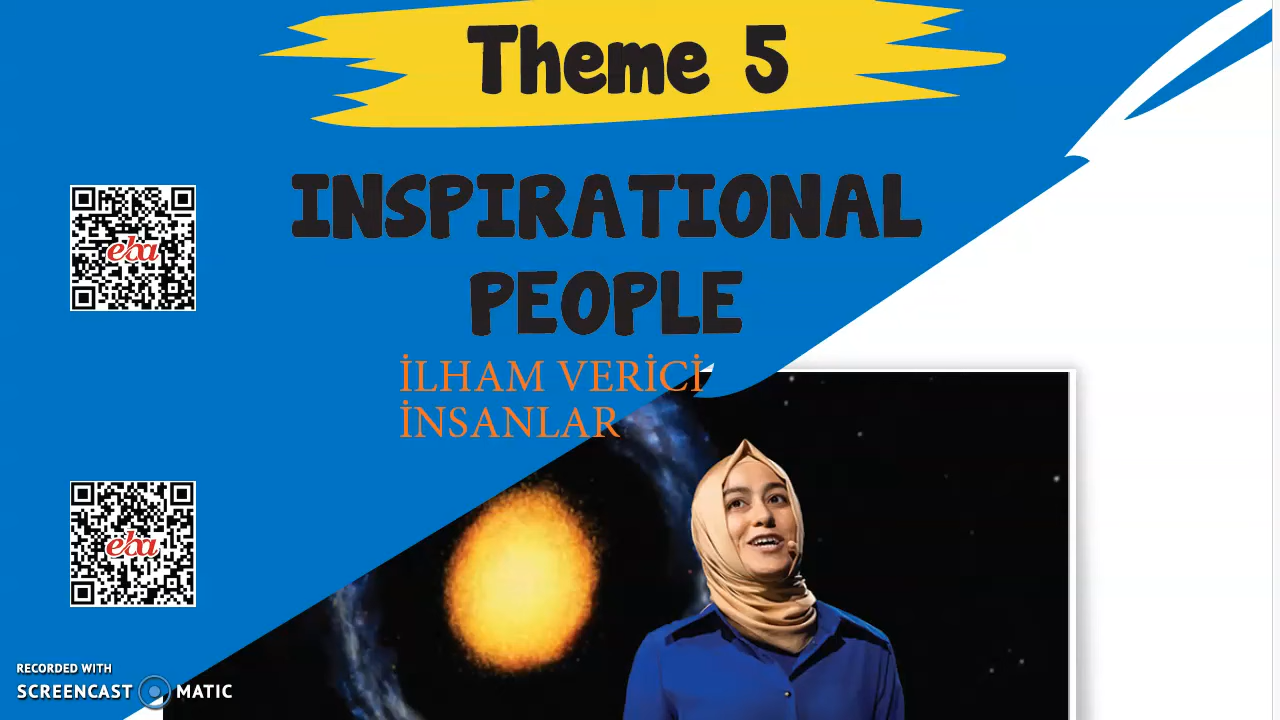 Theme 5
INSPIRATIONAL
PEOPLE
İLHAM VERİCİ
İNSANLAR
eba
eba
RECORDED WITH
SCREENCAST MATIC